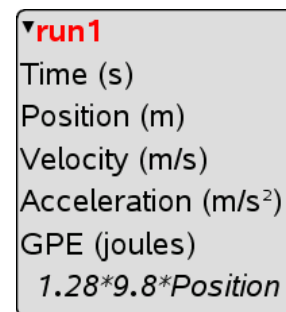 ▾run1
Time (s)
Position (m)
Velocity (m/s)
Acceleration (m/s²)
GPE (joules)
1.28*9.8*Position